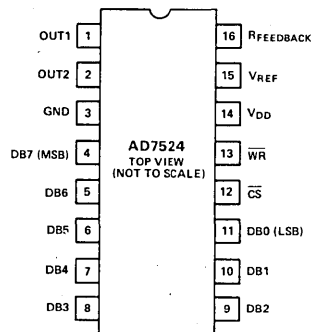 OUT1 1
OUT2 2
GND 3
DB7 (MSB) 4
DB6 5
DB5 6
DB4 7
DB3 8
AD7524
TOP VIEW
(NOT TO SCALE)
16 RFEEDBACK
15 VREF
14 VDD
13 WR
12 CS
11 DB0 (LSB)
10 DB1
9 DB2